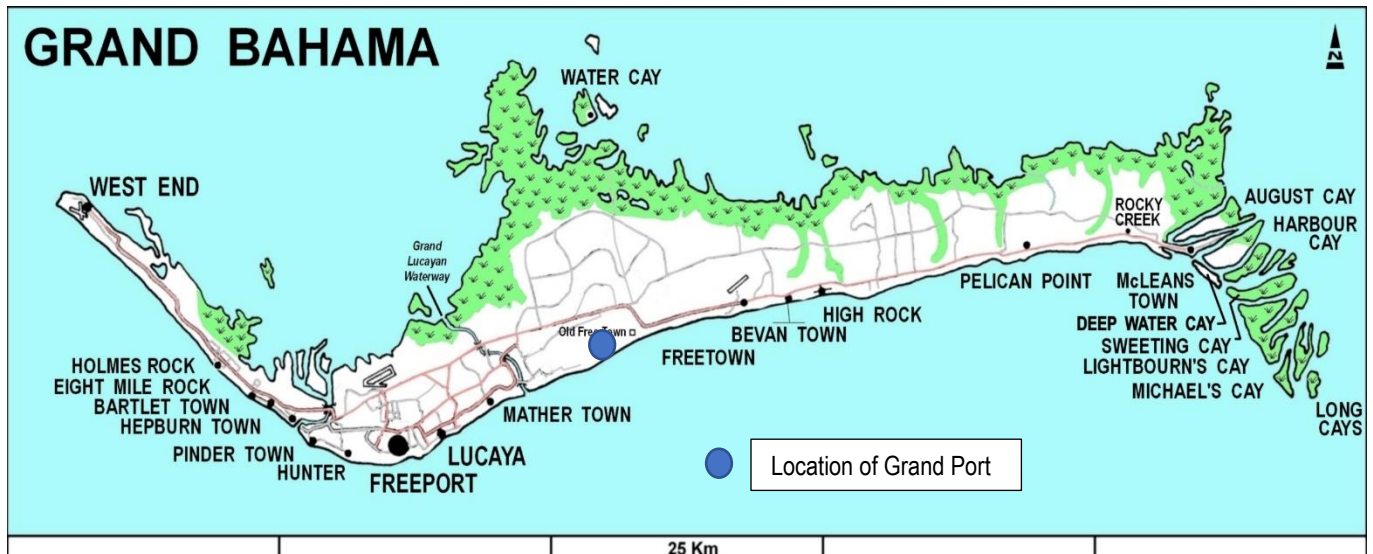 GRAND BAHAMA
N
WATER CAY
WEST END
Grand
Lucayan
Waterway
AUGUST CAY
ROCKY
CREEK
HARBOUR
CAY
PELICAN POINT
McLEANS
TOWN
HIGH ROCK
BEVAN TOWN
DEEP WATER CAY
SWEETING CAY
LIGHTBOURN'S CAY
MICHAEL'S CAY
LONG
CAYS
Old Free Town
FREETOWN
HOLMES ROCK
EIGHT MILE ROCK
BARTLET TOWN
HEPBURN TOWN
PINDER TOWN
HUNTER
MATHER TOWN
LUCAYA
FREEPORT
Location of Grand Port
25 Km